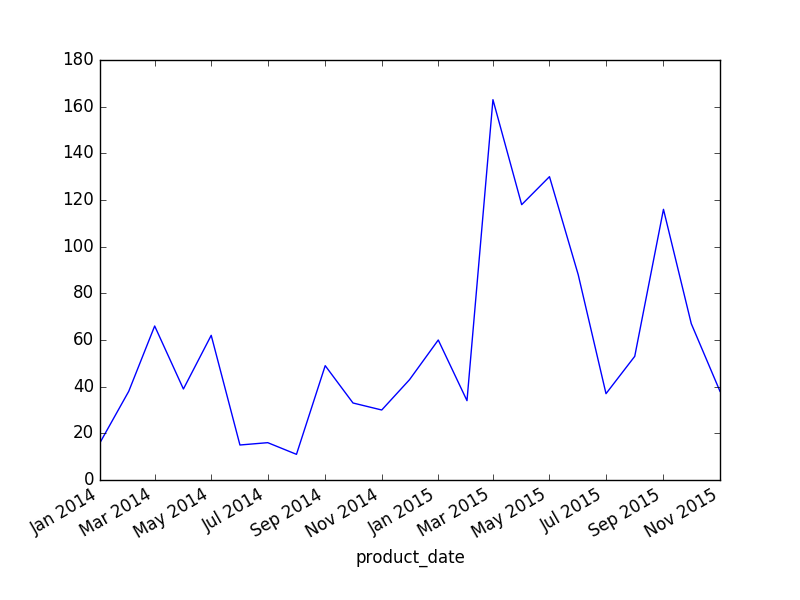 180
160
140
120
100
80
60
40
20
0
Jan 2014
Mar 2014
May 2014
Jul 2014
Sep 2014
Nov 2014
Jan 2015
Mar 2015
May 2015
Jul 2015
Sep 2015
Nov 2015
product_date